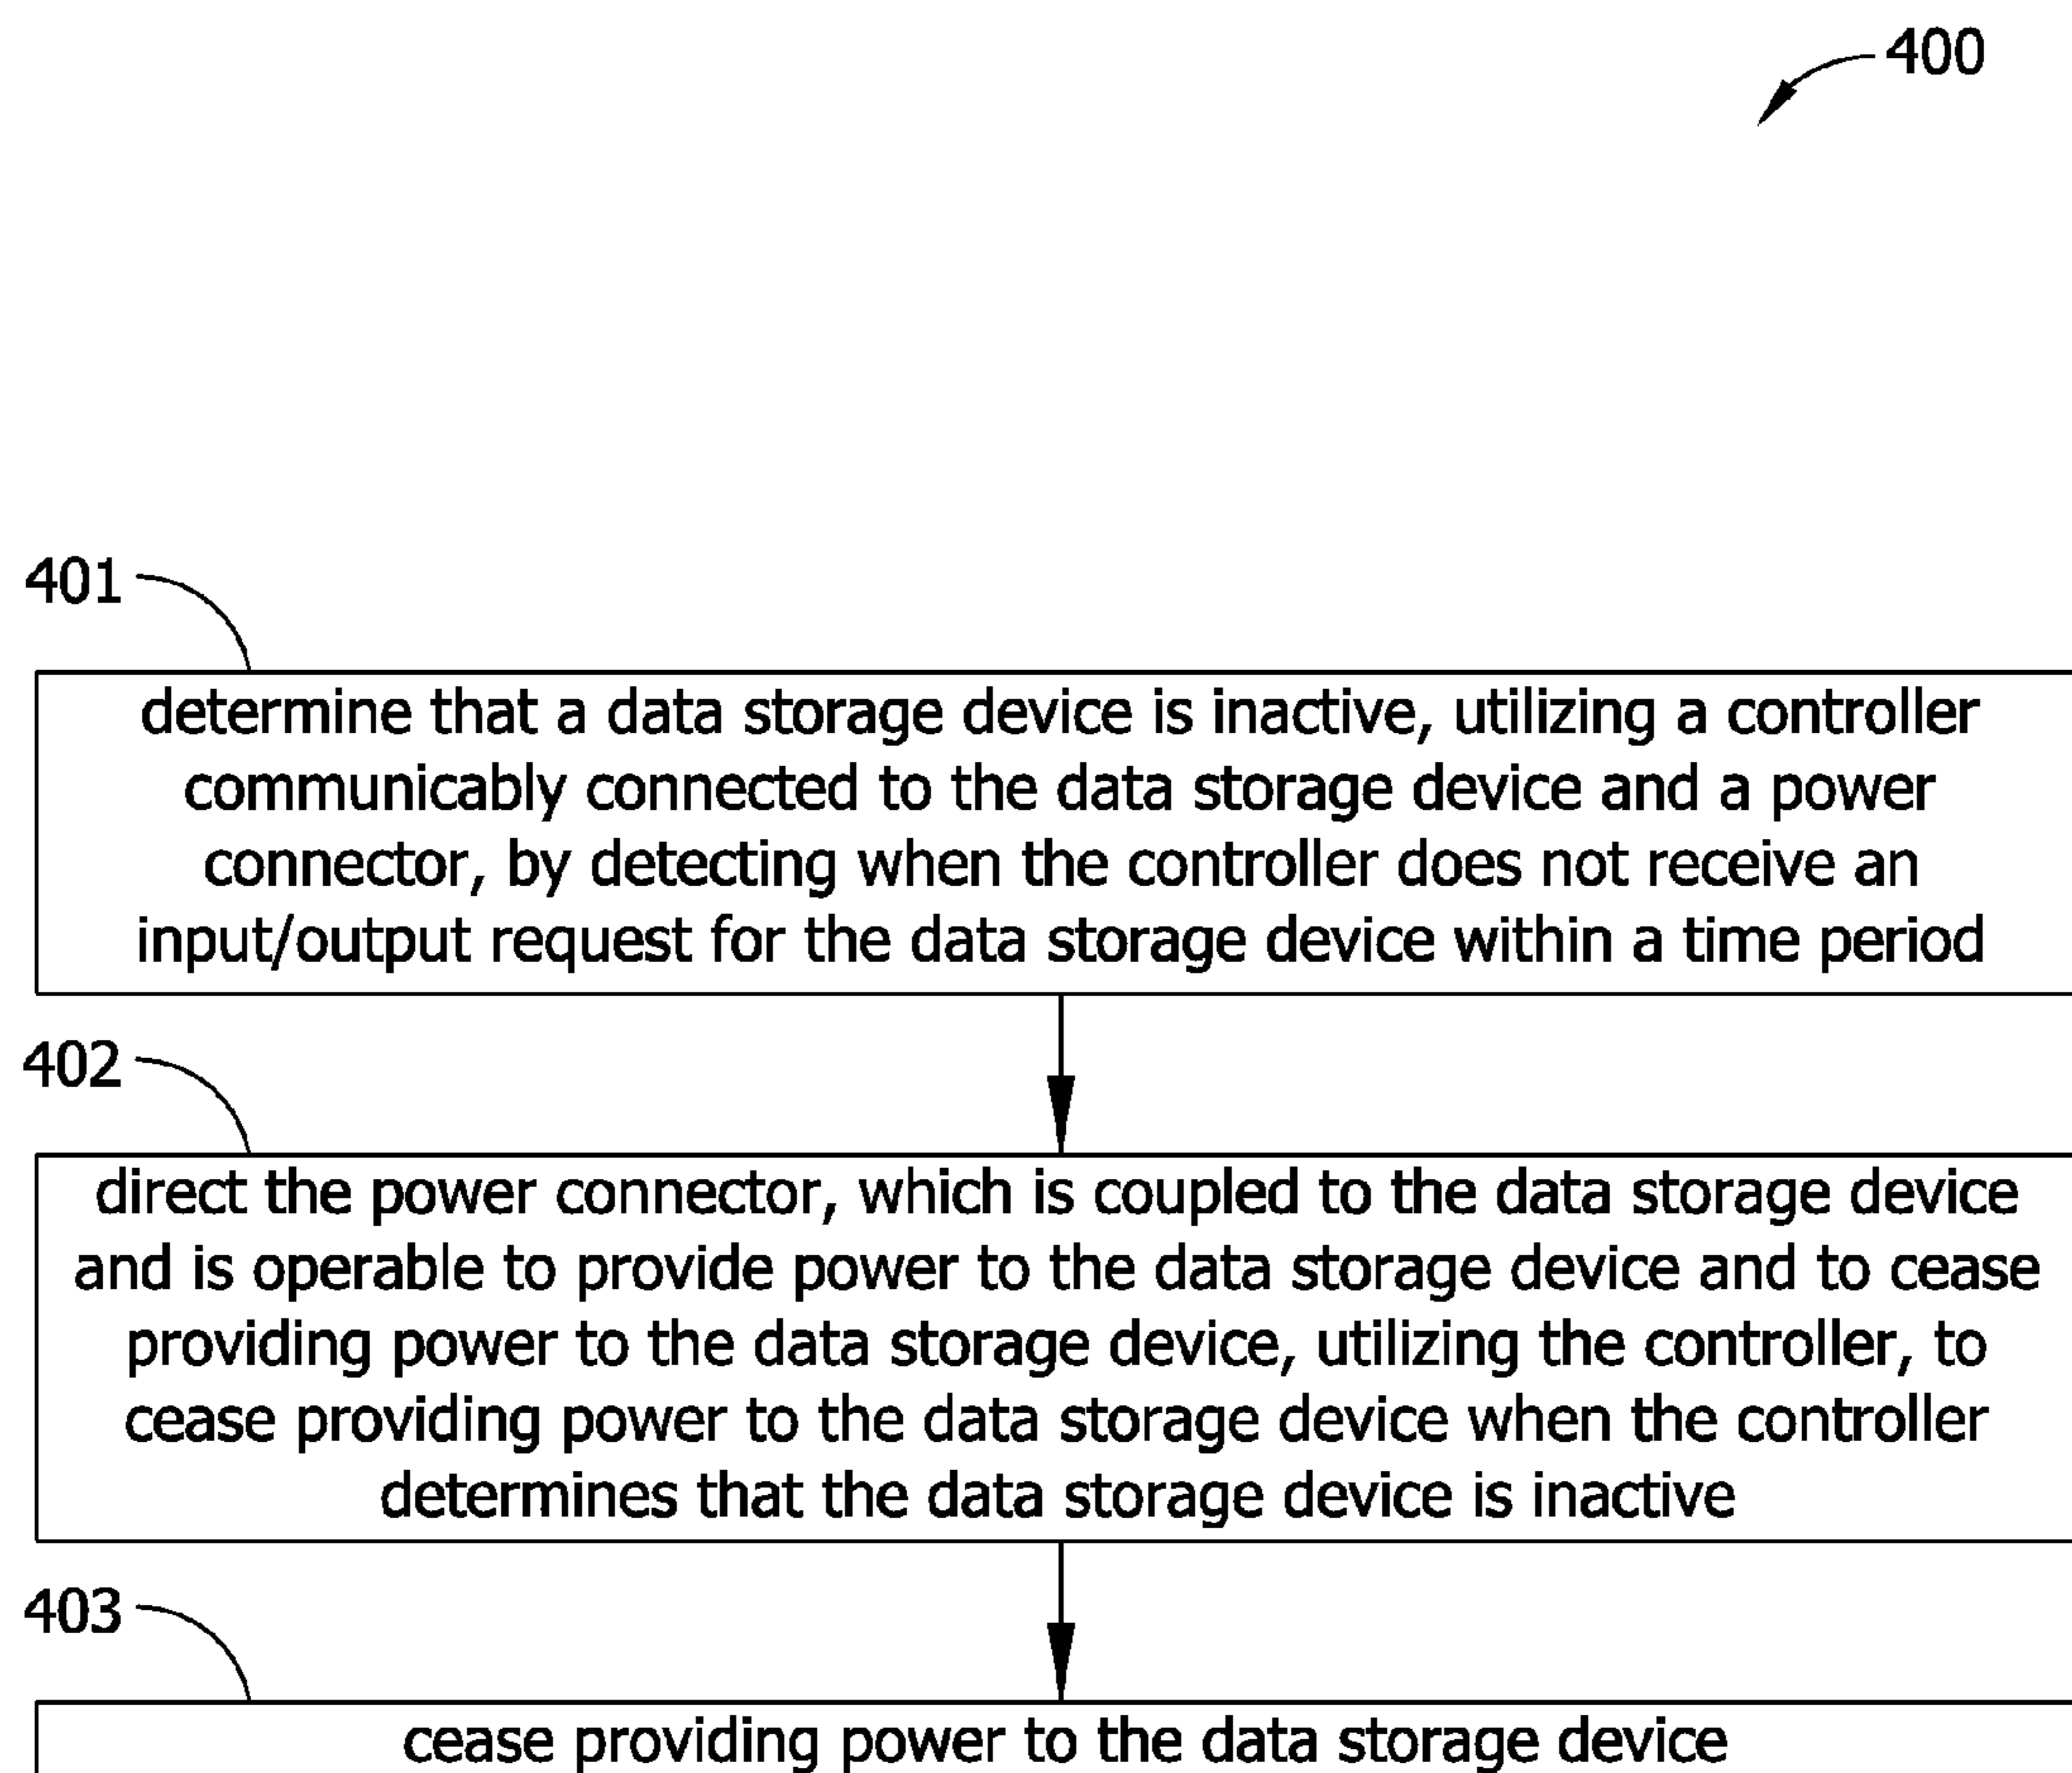 400
401
determine that a data storage device is inactive, utilizing a controller
communicably connected to the data storage device and a power
connector, by detecting when the controller does not receive an
input/output request for the data storage device within a time period
402
direct the power connector, which is coupled to the data storage device
and is operable to provide power to the data storage device and to cease
providing power to the data storage device, utilizing the controller, to
cease providing power to the data storage device when the controller
determines that the data storage device is inactive
403
cease providing power to the data storage device